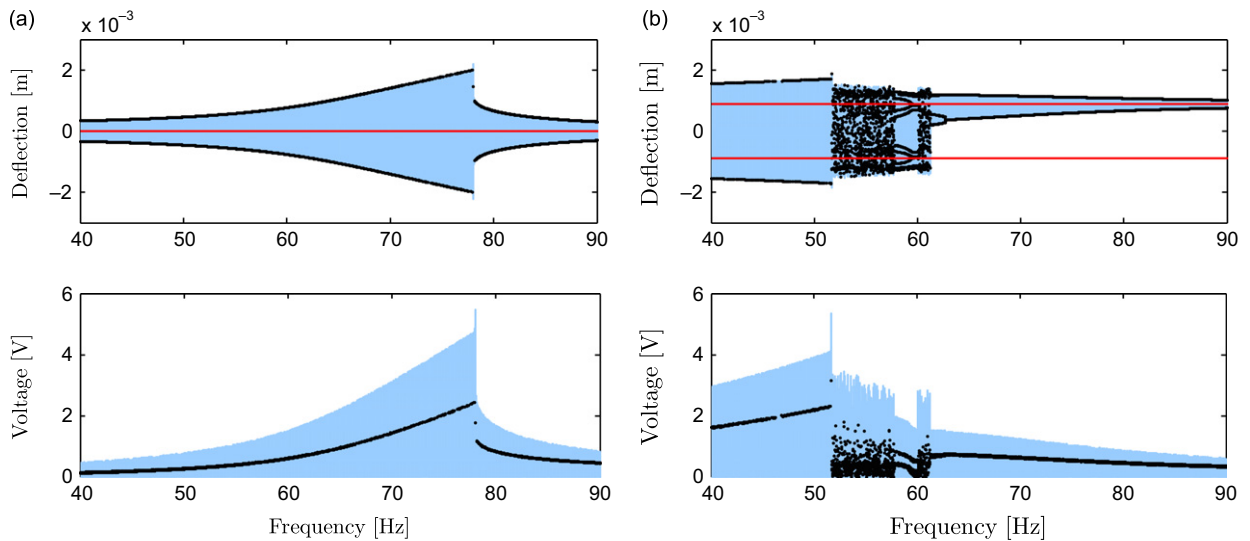 (a) (b)
x 10⁻³ x 10⁻³
2 2
Deflection [m] 0 Deflection [m] 0
–2 –2
40 50 60 70 80 90 40 50 60 70 80 90
6 6
4 4
Voltage [V] Voltage [V]
2 2
0 0
40 50 60 70 80 90 40 50 60 70 80 90
Frequency [Hz] Frequency [Hz]